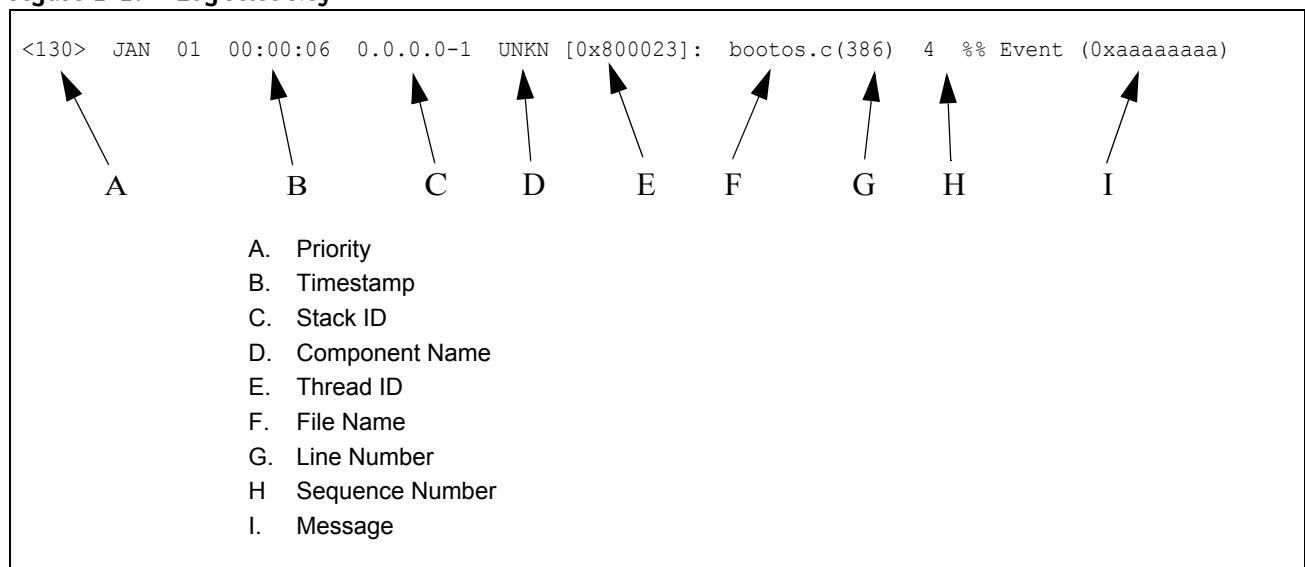 <130> JAN 01 00:00:06 0.0.0.0-1 UNKN [0x800023]: bootos.c(386) 4 %% Event (0xaaaaaaaa)
A B C D E F G H I
A. Priority
B. Timestamp
C. Stack ID
D. Component Name
E. Thread ID
F. File Name
G. Line Number
H Sequence Number
I. Message